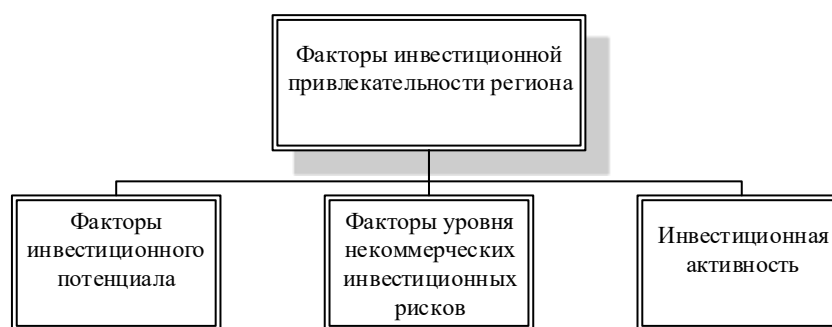 Факторы инвестиционной
привлекательности региона
Факторы
инвестиционного
потенциала
Факторы уровня
некоммерческих
инвестиционных
рисков
Инвестиционная
активность